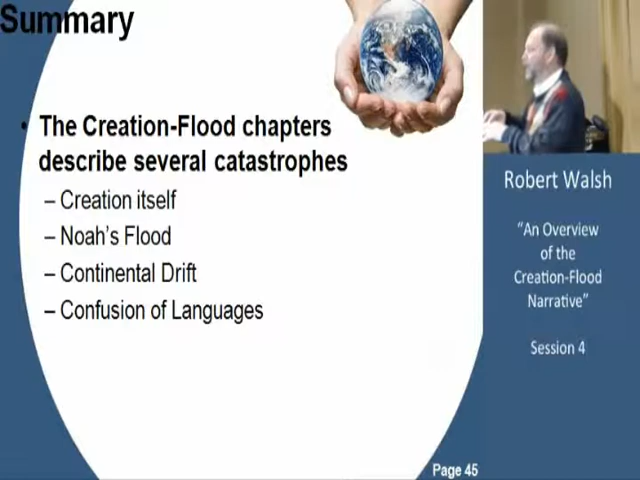 Summary
• The Creation-Flood chapters
describe several catastrophes
– Creation itself
– Noah's Flood
– Continental Drift
– Confusion of Languages
Page 45
Robert Walsh
"An Overview
of the
Creation-Flood
Narrative"
Session 4